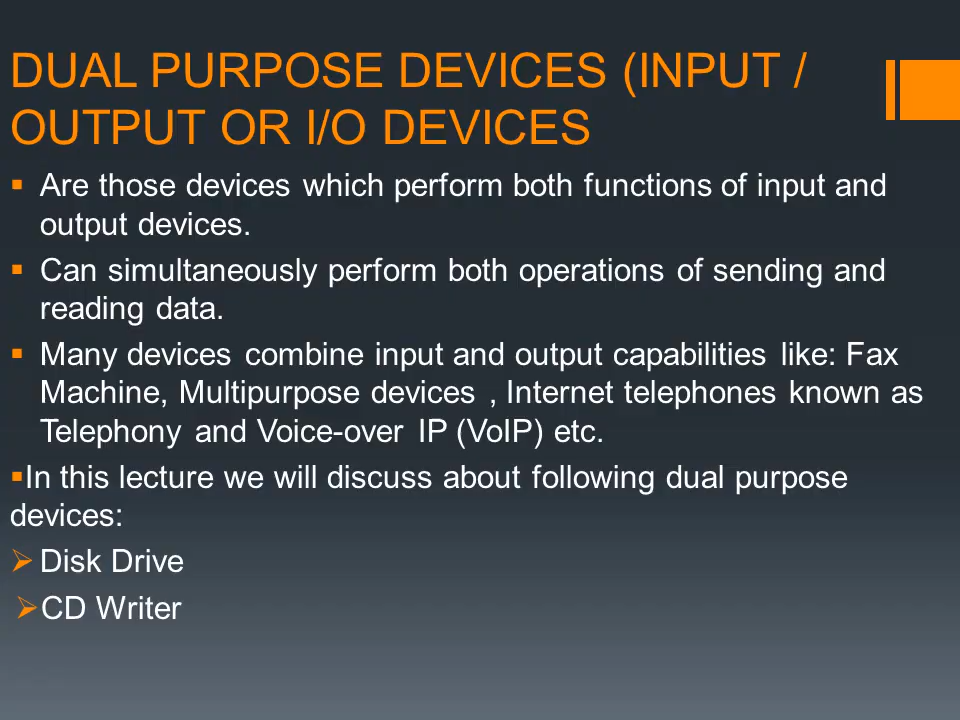 DUAL PURPOSE DEVICES (INPUT /
OUTPUT OR I/O DEVICES
▪ Are those devices which perform both functions of input and
output devices.
▪ Can simultaneously perform both operations of sending and
reading data.
▪ Many devices combine input and output capabilities like: Fax
Machine, Multipurpose devices , Internet telephones known as
Telephony and Voice-over IP (VoIP) etc.
▪In this lecture we will discuss about following dual purpose
devices:
➢ Disk Drive
➢CD Writer